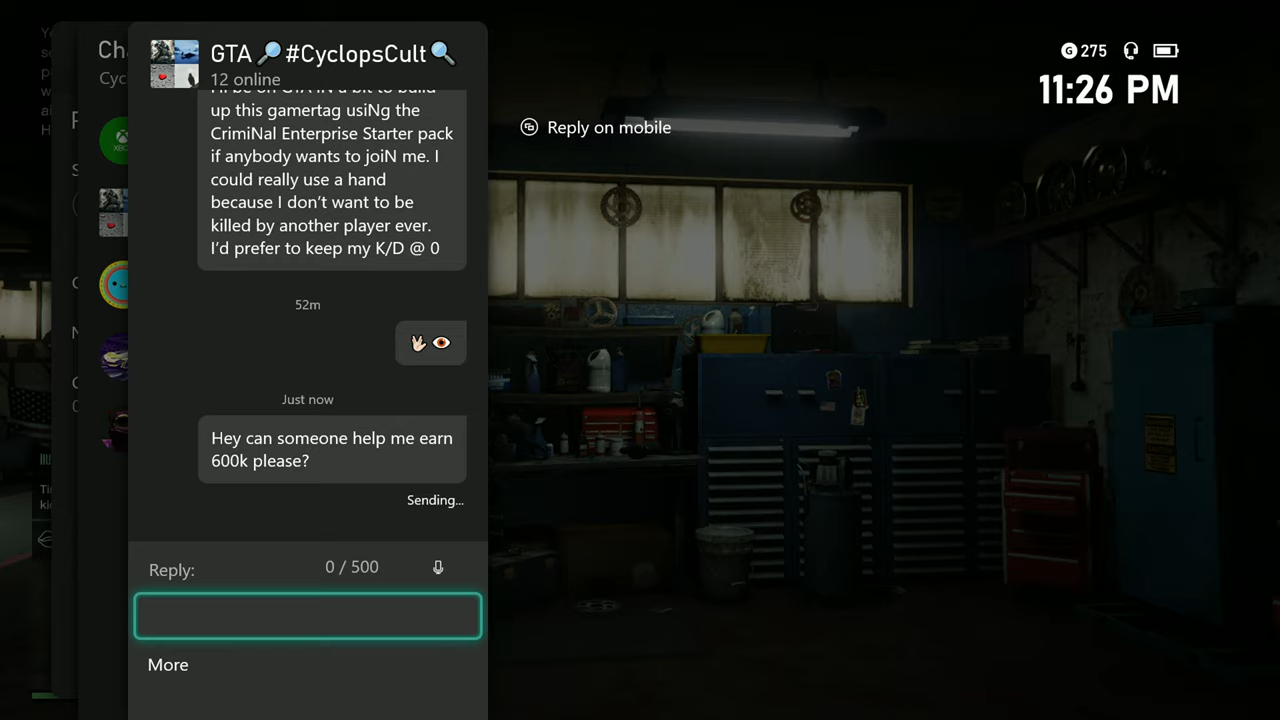 GTA🔎#CyclopsCult🔍
12 online
up this gamertag usiNg the
CrimiNal Enterprise Starter pack
if anybody wants to joiN me. I
could really use a hand
because I don't want to be
killed by another player ever.
I'd prefer to keep my K/D @ 0
52m
🖖🏻👁️
Just now
Hey can someone help me earn
600k please?
Sending...
Reply:
0 / 500
More
Reply on mobile
G 275
11:26 PM
Ch
Cyc